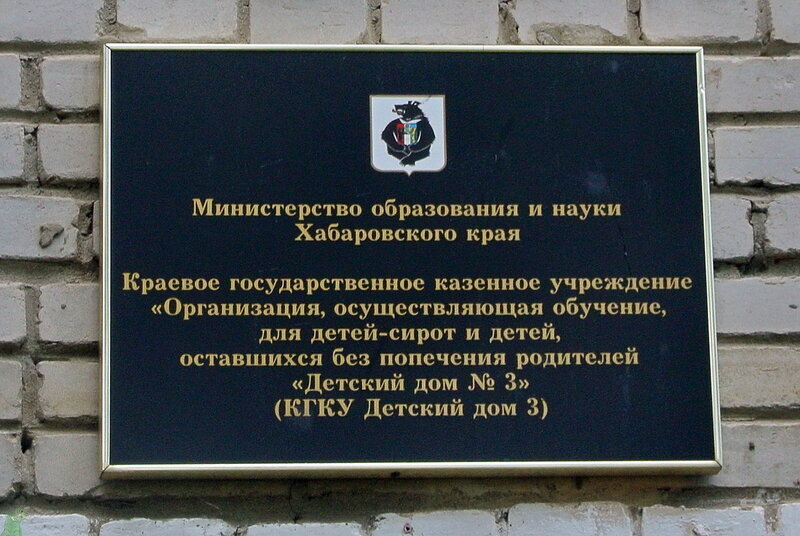 Министерство образования и науки
Хабаровского края
Краевое государственное казенное учреждение
«Организация, осуществляющая обучение,
для детей-сирот и детей,
оставшихся без попечения родителей
«Детский дом № 3»
(КГКУ Детский дом 3)